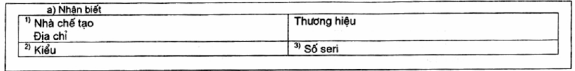 a) Nhận biết
1) Nhà chế tạo
Địa chỉ
Thương hiệu
2) Kiểu
3) Số seri